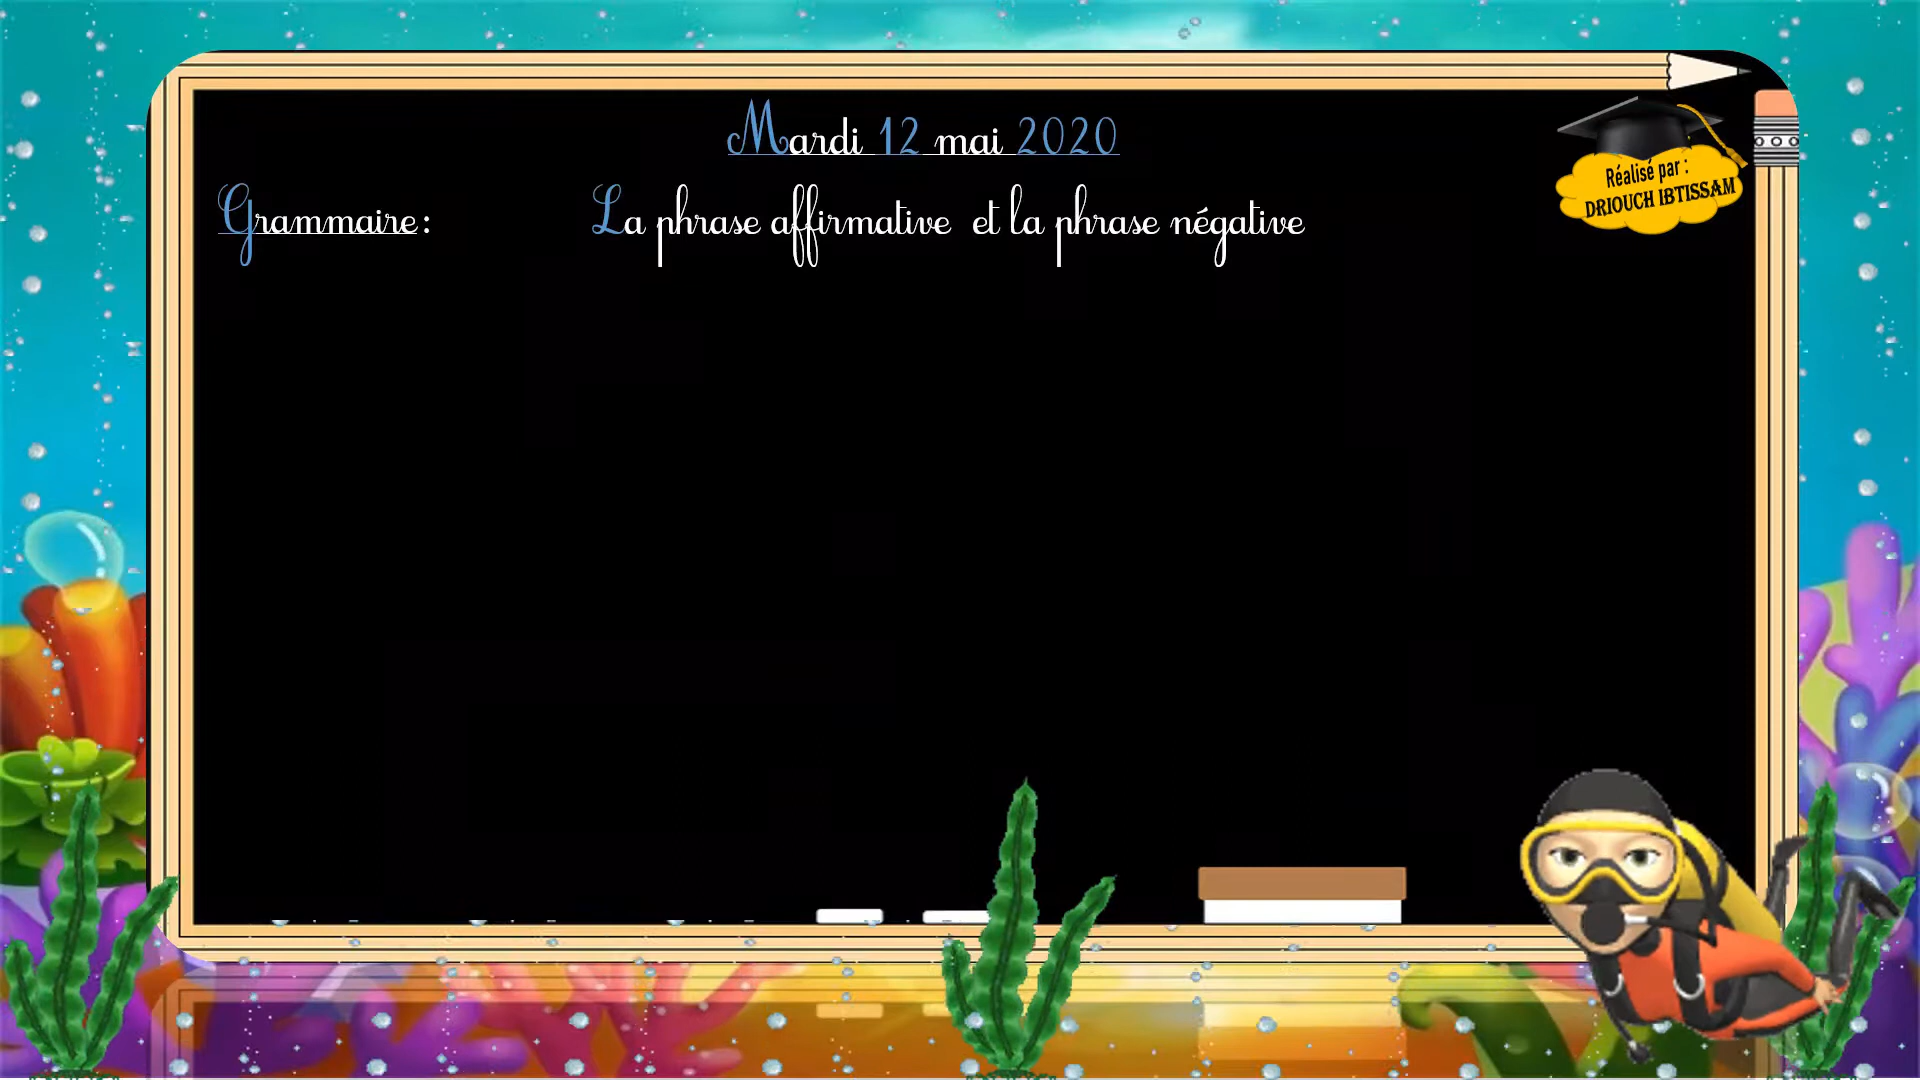 Mardi 12 mai 2020
Grammaire : La phrase affirmative et la phrase négative
Réalisé par :
DRIOUCH IBTISSAM